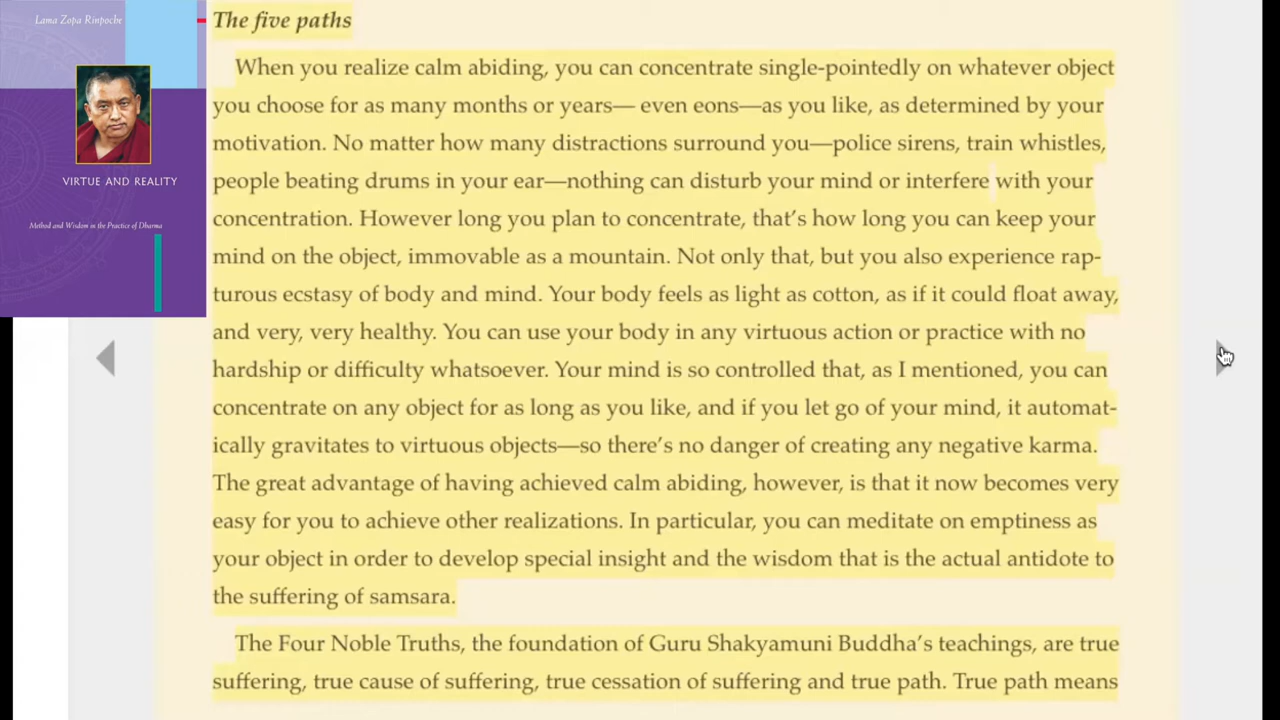 Lama Zopa Rinpoche
VIRTUE AND REALITY
Method and Wisdom in the Practice of Dharma
The five paths
When you realize calm abiding, you can concentrate single-pointedly on whatever object
you choose for as many months or years— even eons—as you like, as determined by your
motivation. No matter how many distractions surround you—police sirens, train whistles,
people beating drums in your ear—nothing can disturb your mind or interfere with your
concentration. However long you plan to concentrate, that's how long you can keep your
mind on the object, immovable as a mountain. Not only that, but you also experience rap-
turous ecstasy of body and mind. Your body feels as light as cotton, as if it could float away,
and very, very healthy. You can use your body in any virtuous action or practice with no
hardship or difficulty whatsoever. Your mind is so controlled that, as I mentioned, you can
concentrate on any object for as long as you like, and if you let go of your mind, it automat-
ically gravitates to virtuous objects—so there's no danger of creating any negative karma.
The great advantage of having achieved calm abiding, however, is that it now becomes very
easy for you to achieve other realizations. In particular, you can meditate on emptiness as
your object in order to develop special insight and the wisdom that is the actual antidote to
the suffering of samsara.
The Four Noble Truths, the foundation of Guru Shakyamuni Buddha's teachings, are true
suffering, true cause of suffering, true cessation of suffering and true path. True path means